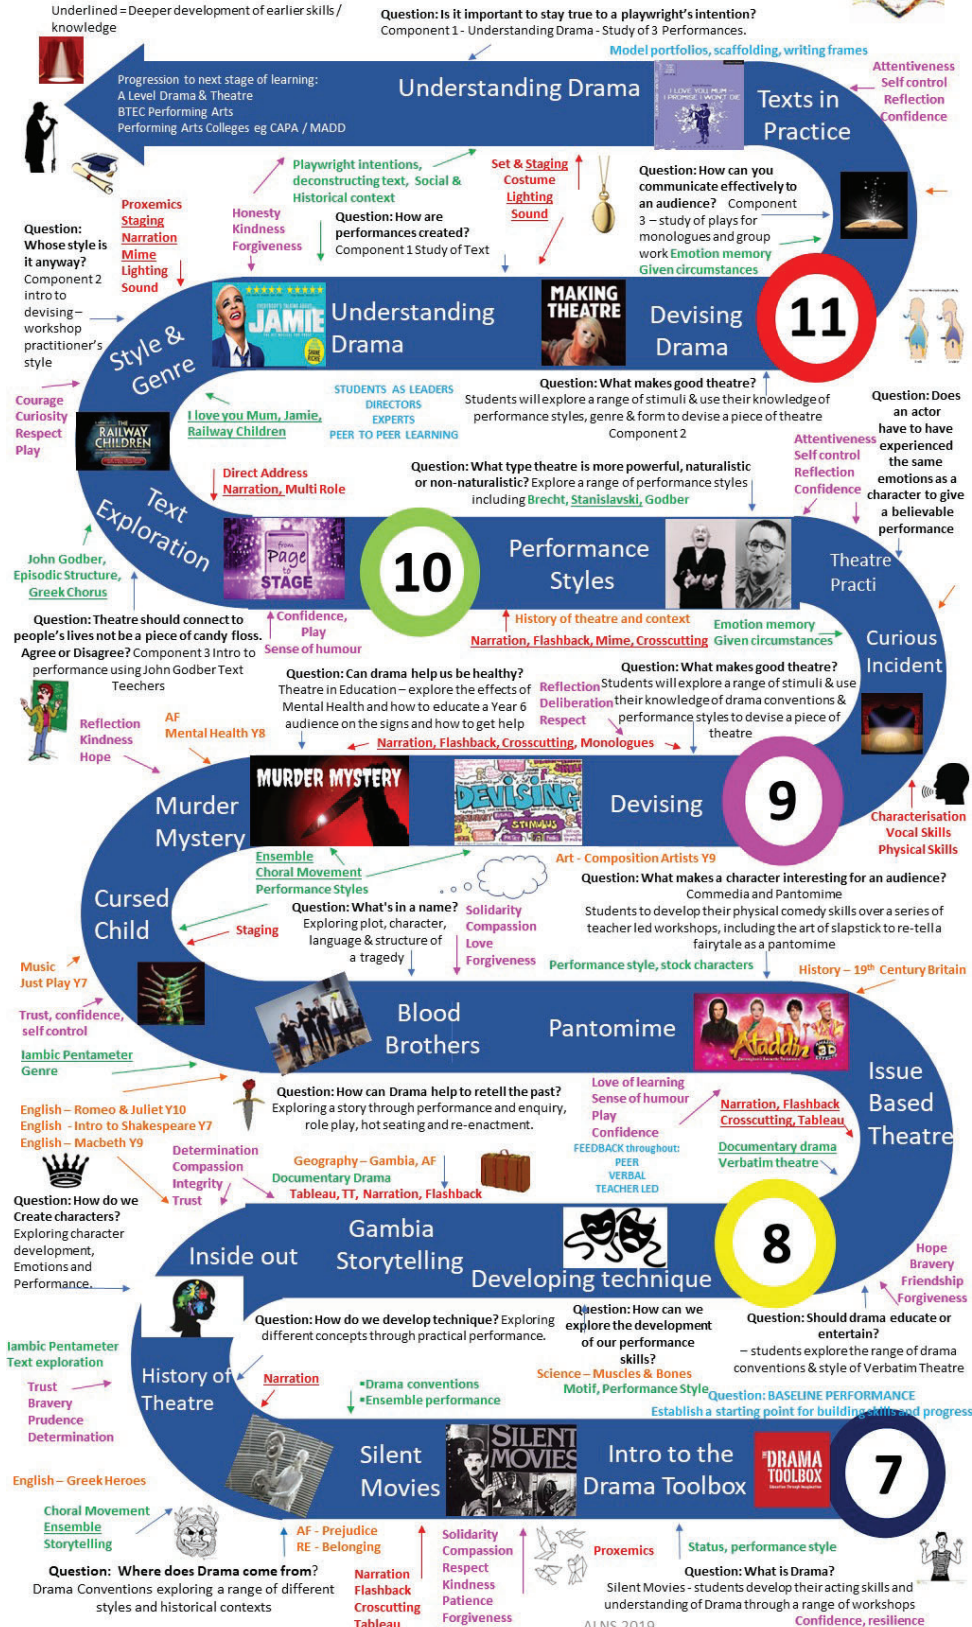 Underlined = Deeper development of earlier skills /
knowledge
Question: Is it important to stay true to a playwright's intention?
Component 1 - Understanding Drama - Study of 3 Performances.
Model portfolios, scaffolding, writing frames
Attentiveness
Self control
Reflection
Confidence
Progression to next stage of learning:
A Level Drama & Theatre
BTEC Performing Arts
Performing Arts Colleges eg CAPA / MADD
Understanding Drama
I LOVE YOU MUM –
I PROMISE I WON'T DIE
Texts in
Practice
Playwright intentions,
deconstructing text, Social &
Historical context
Set & Staging
Costume
Lighting
Sound
Question: How can you
communicate effectively to
an audience? Component
3 – study of plays for
monologues and group
work Emotion memory
Given circumstances
Proxemics
Staging
Narration
Mime
Lighting
Sound
Honesty
Kindness
Forgiveness
Question: How are
performances created?
Component 1 Study of Text
Question:
Whose style is
it anyway?
Component 2
intro to
devising –
workshop
practitioner's
style
Style &
Genre
JAMIE
Understanding
Drama
MAKING
THEATRE
Devising
Drama
11
Courage
Curiosity
Respect
Play
THE
RAILWAY
CHILDREN
I love you Mum, Jamie,
Railway Children
STUDENTS AS LEADERS
DIRECTORS
EXPERTS
PEER TO PEER LEARNING
Question: What makes good theatre?
Students will explore a range of stimuli & use their knowledge of
performance styles, genre & form to devise a piece of theatre
Component 2
Question: Does
an actor
have to have
experienced
the same
emotions as a
character to give
a believable
performance
Attentiveness
Self control
Reflection
Confidence
Direct Address
Narration, Multi Role
Question: What type theatre is more powerful, naturalistic
or non-naturalistic? Explore a range of performance styles
including Brecht, Stanislavski, Godber
Text
Exploration
from
Page
to
STAGE
10
Performance
Styles
Theatre
Practi
John Godber,
Episodic Structure,
Greek Chorus
Question: Theatre should connect to
people's lives not be a piece of candy floss.
Agree or Disagree? Component 3 Intro to
performance using John Godber Text
Teechers
Confidence,
Play
Sense of humour
History of theatre and context
Narration, Flashback, Mime, Crosscutting
Emotion memory
Given circumstances
Curious
Incident
Question: Can drama help us be healthy?
Theatre in Education – explore the effects of
Mental Health and how to educate a Year 6
audience on the signs and how to get help
Reflection
Deliberation
Respect
Question: What makes good theatre?
Students will explore a range of stimuli & use
their knowledge of drama conventions &
performance styles to devise a piece of
theatre
Reflection
Kindness
Hope
AF
Mental Health Y8
Narration, Flashback, Crosscutting, Monologues
Murder
Mystery
MURDER MYSTERY
DEVISING
STIMULUS
Devising
9
Characterisation
Vocal Skills
Physical Skills
Ensemble
Choral Movement
Performance Styles
Art - Composition Artists Y9
Question: What makes a character interesting for an audience?
Commedia and Pantomime
Students to develop their physical comedy skills over a series of
teacher led workshops, including the art of slapstick to re-tell a
fairytale as a pantomime
Cursed
Child
Staging
Question: What's in a name?
Exploring plot, character,
language & structure of
a tragedy
Solidarity
Compassion
Love
Forgiveness
Performance style, stock characters
History – 19th Century Britain
Music
Just Play Y7
Trust, confidence,
self control
Iambic Pentameter
Genre
Blood
Brothers
Pantomime
Aladdin
3D
Issue
Based
Theatre
English – Romeo & Juliet Y10
English - Intro to Shakespeare Y7
English – Macbeth Y9
Question: How can Drama help to retell the past?
Exploring a story through performance and enquiry,
role play, hot seating and re-enactment.
Love of learning
Sense of humour
Play
Confidence
Narration, Flashback
Crosscutting, Tableau
FEEDBACK throughout:
PEER
VERBAL
TEACHER LED
Documentary drama
Verbatim theatre
Determination
Compassion
Integrity
Trust
Geography – Gambia, AF
Documentary Drama
Tableau, TT, Narration, Flashback
Question: How do we
Create characters?
Exploring character
development,
Emotions and
Performance.
Inside out
Gambia
Storytelling
Developing technique
8
Hope
Bravery
Friendship
Forgiveness
Question: How do we develop technique? Exploring
different concepts through practical performance.
Question: How can we
explore the development
of our performance
skills?
Question: Should drama educate or
entertain?
– students explore the range of drama
conventions & style of Verbatim Theatre
Iambic Pentameter
Text exploration
Trust
Bravery
Prudence
Determination
History of
Theatre
Narration
▪Drama conventions
▪Ensemble performance
Science – Muscles & Bones
Motif, Performance Style
Question: BASELINE PERFORMANCE
Establish a starting point for building skills and progress
Silent
Movies
SILENT
MOVIES
Intro to the
Drama Toolbox
DRAMA
TOOLBOX
7
English – Greek Heroes
Choral Movement
Ensemble
Storytelling
AF - Prejudice
RE - Belonging
Question: Where does Drama come from?
Drama Conventions exploring a range of different
styles and historical contexts
Narration
Flashback
Croscutting
Tableau
Solidarity
Compassion
Respect
Kindness
Patience
Forgiveness
Proxemics
Status, performance style
Question: What is Drama?
Silent Movies - students develop their acting skills and
understanding of Drama through a range of workshops
Confidence, resilience
ALNS 2019